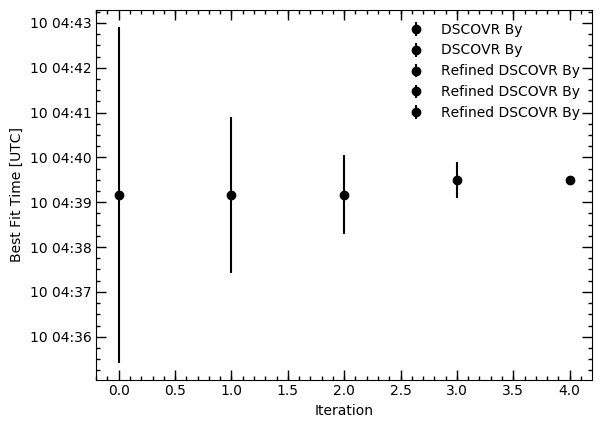 10 04:43
10 04:42
10 04:41
10 04:40
10 04:39
10 04:38
10 04:37
10 04:36
Best Fit Time [UTC]
DSCOVR By
DSCOVR By
Refined DSCOVR By
Refined DSCOVR By
Refined DSCOVR By
0.0 0.5 1.0 1.5 2.0 2.5 3.0 3.5 4.0
Iteration